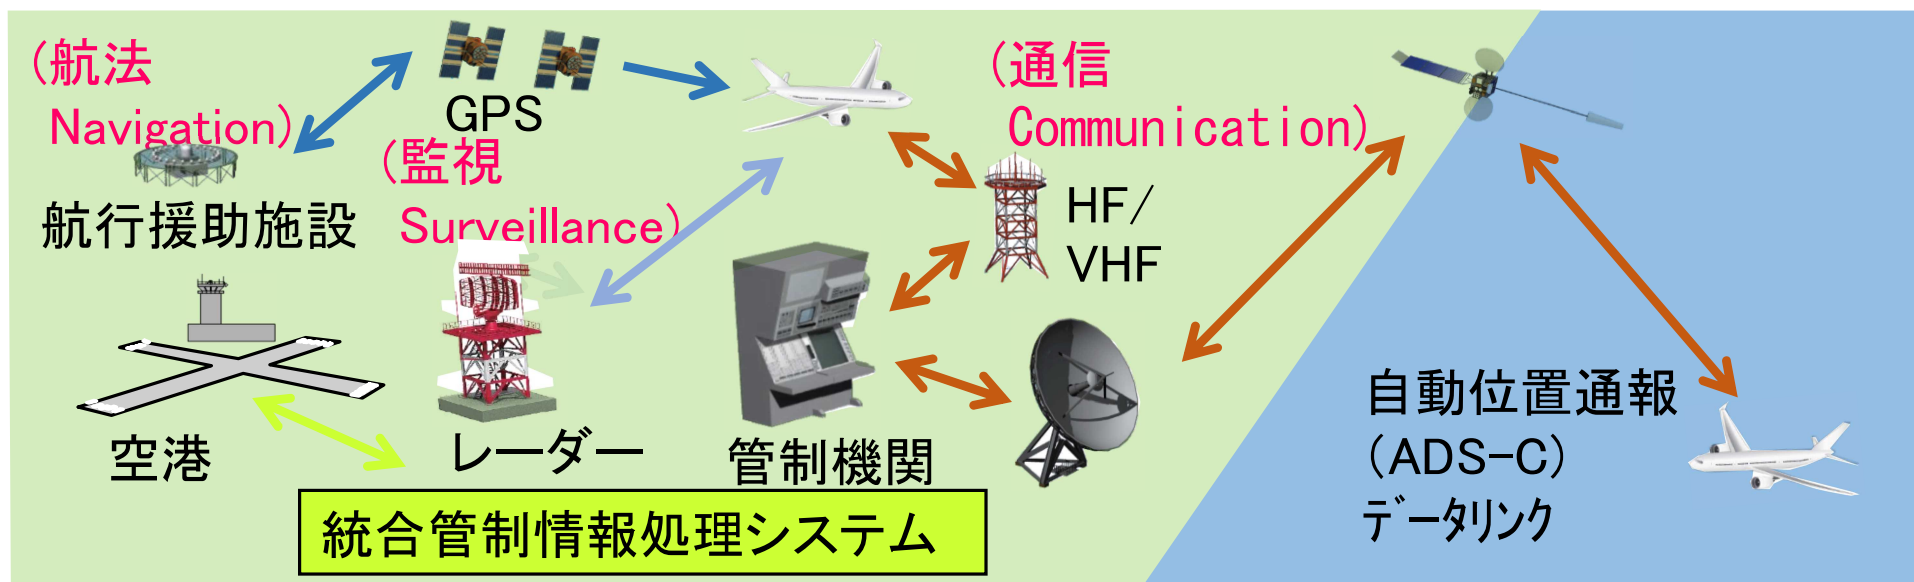 (航法
Navigation)
GPS
(監視
Surveillance)
(通信
Communication)
航行援助施設
HF/
VHF
空港
レーダー
管制機関
統合管制情報処理システム
自動位置通報
(ADS-C)
ﾃﾞｰﾀﾘﾝｸ